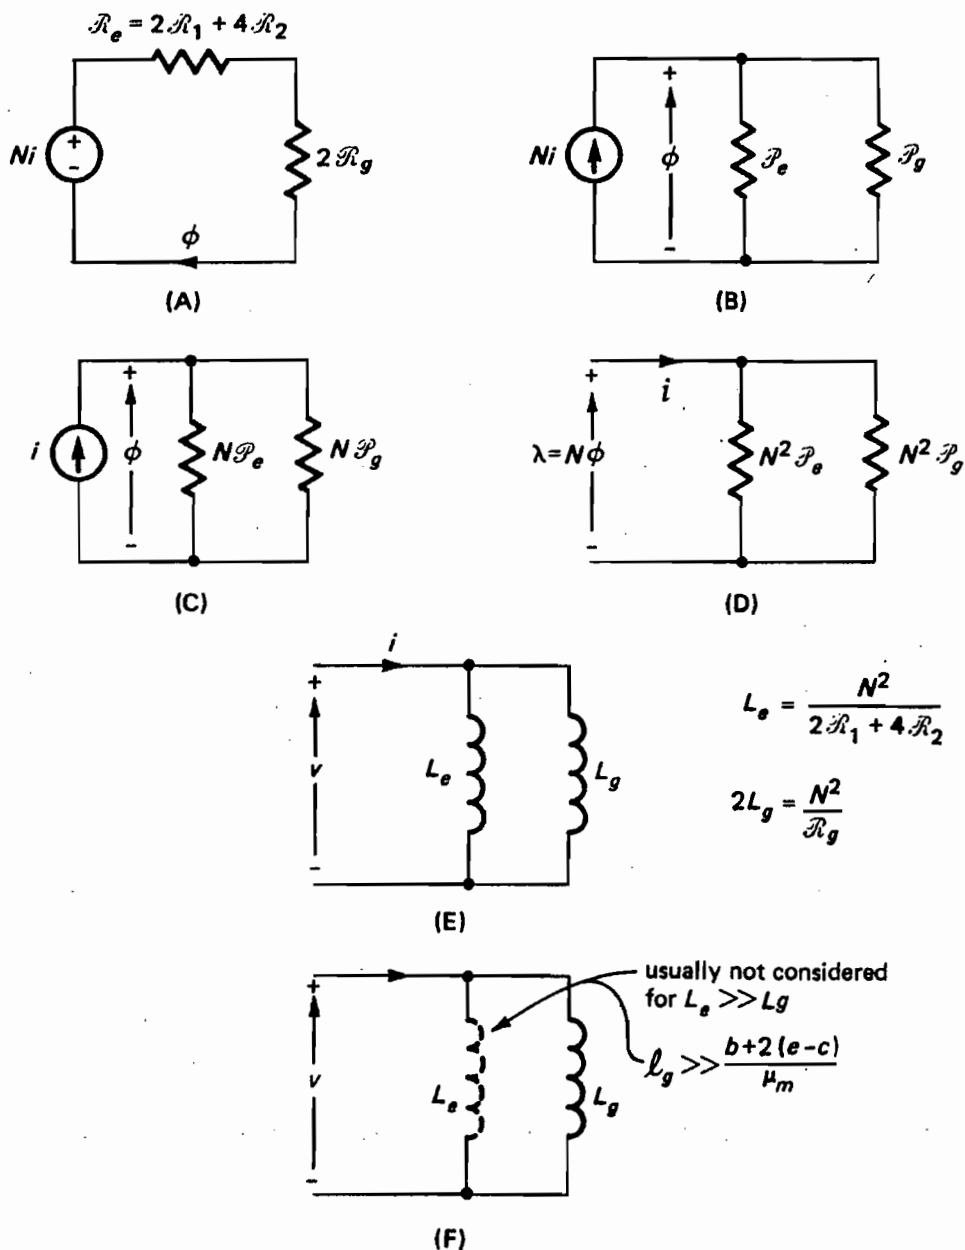 ℛe = 2ℛ1 + 4ℛ2
Ni
+
-
2ℛg
ϕ
(A)
Ni
+
ϕ
-
𝒫e
𝒫g
(B)
i
+
ϕ
-
N𝒫e
N𝒫g
(C)
+
i
λ=Nϕ
-
N² 𝒫e
N² 𝒫g
(D)
i
+
v
-
Le
Lg
(E)
Le = N² / (2ℛ1 + 4ℛ2)
2Lg = N² / ℛg
+
v
-
Le
Lg
usually not considered
for Le >> Lg
ℓg >> (b+2(e-c)) / μm
(F)